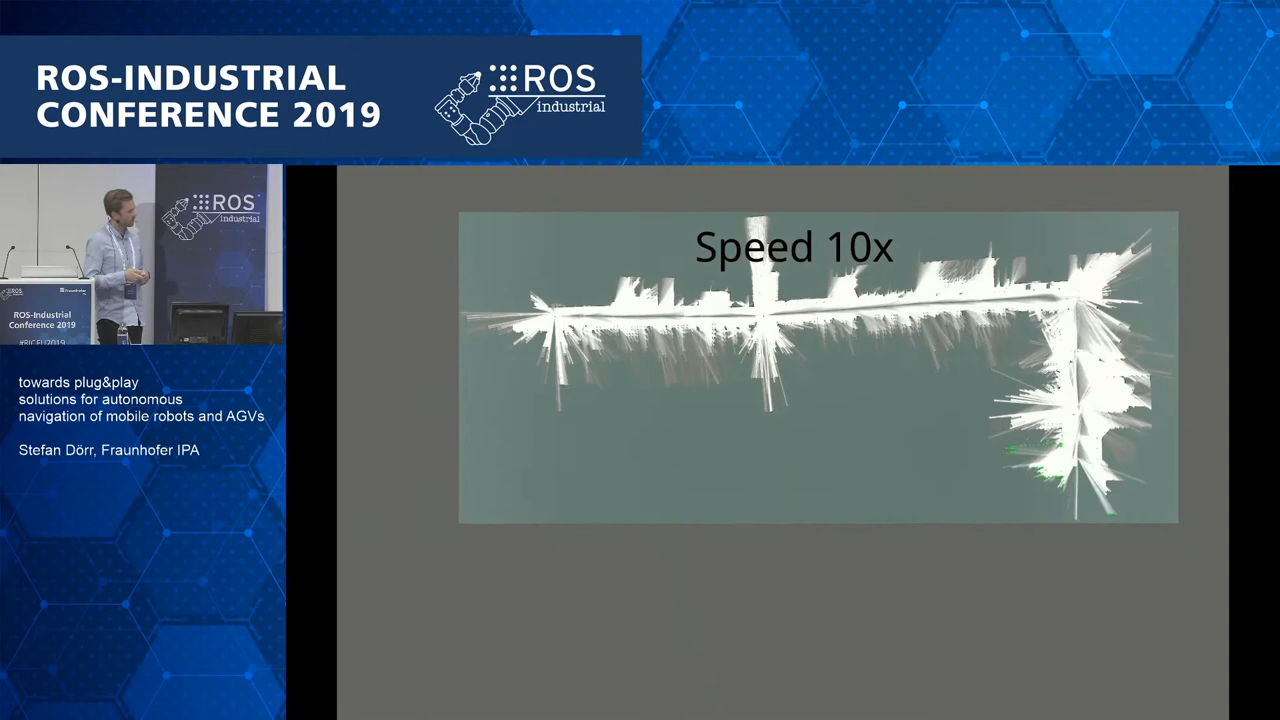 ROS-INDUSTRIAL
CONFERENCE 2019
ROS
industrial
Speed 10x
ROS
industrial
ROS-Industrial
Conference 2019
#RICEU2019
towards plug&play
solutions for autonomous
navigation of mobile robots and AGVs
Stefan Dörr, Fraunhofer IPA